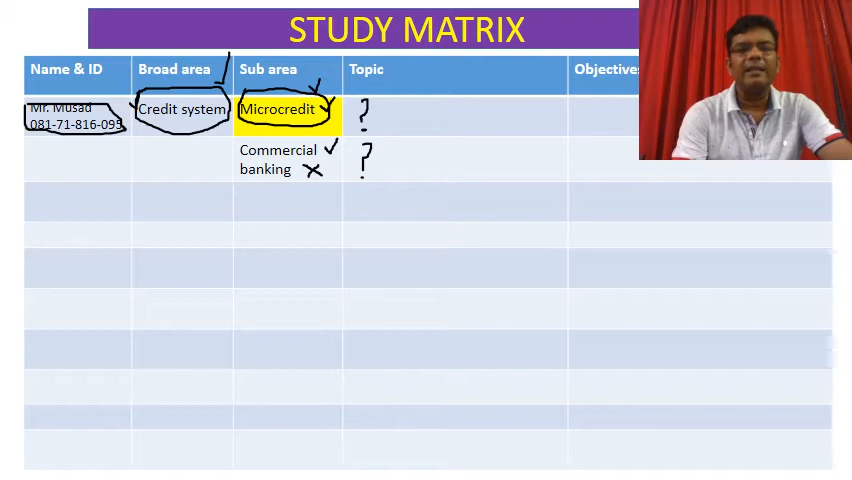 STUDY MATRIX
Name & ID Broad area Sub area Topic Objectives
Mr. Musad Credit system Microcredit ?
081-71-816-095
Commercial ?
banking